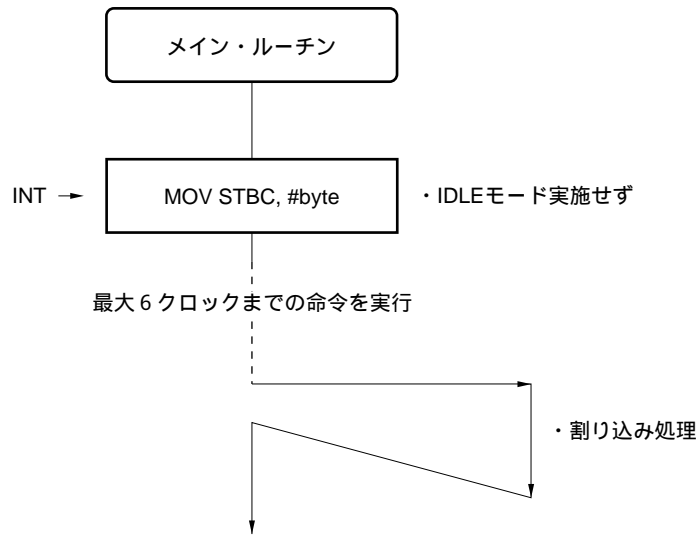 メイン・ルーチン
INT
MOV STBC, #byte
・IDLEモード実施せず
最大６クロックまでの命令を実行
・割り込み処理